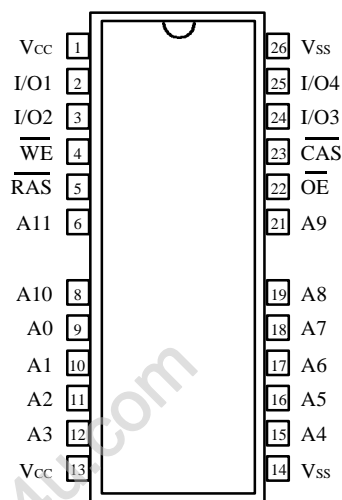 Vcc 1 26 Vss
I/O1 2 25 I/O4
I/O2 3 24 I/O3
WE 4 23 CAS
RAS 5 22 OE
A11 6 21 A9
A10 8 19 A8
A0 9 18 A7
A1 10 17 A6
A2 11 16 A5
A3 12 15 A4
Vcc 13 14 Vss
4u.com